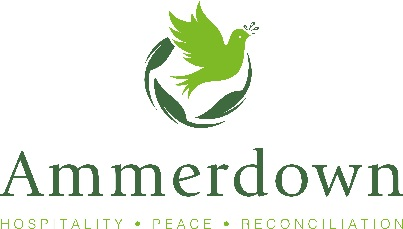 Ammerdown
HOSPITALITY • PEACE • RECONCILIATION